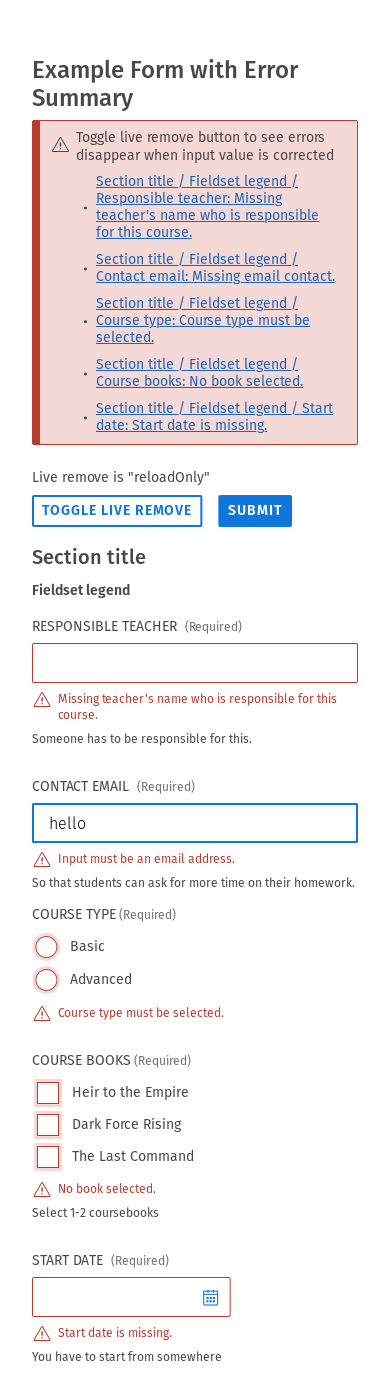 Example Form with Error
Summary
Toggle live remove button to see errors
disappear when input value is corrected
Section title / Fieldset legend /
Responsible teacher: Missing
teacher's name who is responsible
for this course.
Section title / Fieldset legend /
Contact email: Missing email contact.
Section title / Fieldset legend /
Course type: Course type must be
selected.
Section title / Fieldset legend /
Course books: No book selected.
Section title / Fieldset legend / Start
date: Start date is missing.
Live remove is "reloadOnly"
TOGGLE LIVE REMOVE SUBMIT
Section title
Fieldset legend
RESPONSIBLE TEACHER (Required)
Missing teacher's name who is responsible for this
course.
Someone has to be responsible for this.
CONTACT EMAIL (Required)
hello
Input must be an email address.
So that students can ask for more time on their homework.
COURSE TYPE (Required)
Basic
Advanced
Course type must be selected.
COURSE BOOKS (Required)
Heir to the Empire
Dark Force Rising
The Last Command
No book selected.
Select 1-2 coursebooks
START DATE (Required)
Start date is missing.
You have to start from somewhere